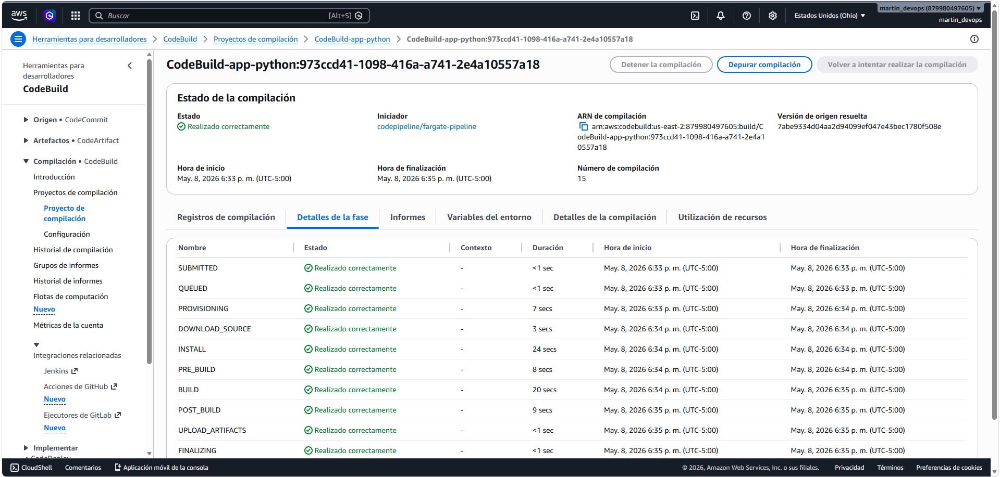 aws
Buscar [Alt+S]
Estados Unidos (Ohio)
martin_devops (879980497605)
martin_devops
Herramientas para desarrolladores
CodeBuild
Proyectos de compilación
CodeBuild-app-python
CodeBuild-app-python:973ccd41-1098-416a-a741-2e4a10557a18
Herramientas para
desarrolladores
CodeBuild
Origen • CodeCommit
Artefactos • CodeArtifact
Compilación • CodeBuild
Introducción
Proyectos de compilación
Proyecto de
compilación
Configuración
Historial de compilación
Grupos de informes
Historial de informes
Flotas de computación
Nuevo
Métricas de la cuenta
Integraciones relacionadas
Jenkins
Acciones de GitHub
Nuevo
Ejecutores de GitLab
Nuevo
Implementar
• CodeDeploy
CodeBuild-app-python:973ccd41-1098-416a-a741-2e4a10557a18
Detener la compilación
Depurar compilación
Volver a intentar realizar la compilación
Estado de la compilación
Estado
Realizado correctamente
Iniciador
codepipeline/fargate-pipeline
ARN de compilación
arn:aws:codebuild:us-east-2:879980497605:build/C
odeBuild-app-python:973ccd41-1098-416a-a741-2e4a1
0557a18
Versión de origen resuelta
7abe9334d04aa2d94099ef047e43bec1780f508e
Hora de inicio
May. 8, 2026 6:33 p. m. (UTC-5:00)
Hora de finalización
May. 8, 2026 6:35 p. m. (UTC-5:00)
Número de compilación
15
Registros de compilación
Detalles de la fase
Informes
Variables del entorno
Detalles de la compilación
Utilización de recursos
Nombre Estado Contexto Duración Hora de inicio Hora de finalización
SUBMITTED Realizado correctamente - <1 sec May. 8, 2026 6:33 p. m. (UTC-5:00) May. 8, 2026 6:33 p. m. (UTC-5:00)
QUEUED Realizado correctamente - <1 sec May. 8, 2026 6:33 p. m. (UTC-5:00) May. 8, 2026 6:33 p. m. (UTC-5:00)
PROVISIONING Realizado correctamente - 7 secs May. 8, 2026 6:33 p. m. (UTC-5:00) May. 8, 2026 6:34 p. m. (UTC-5:00)
DOWNLOAD_SOURCE Realizado correctamente - 3 secs May. 8, 2026 6:34 p. m. (UTC-5:00) May. 8, 2026 6:34 p. m. (UTC-5:00)
INSTALL Realizado correctamente - 24 secs May. 8, 2026 6:34 p. m. (UTC-5:00) May. 8, 2026 6:34 p. m. (UTC-5:00)
PRE_BUILD Realizado correctamente - 8 secs May. 8, 2026 6:34 p. m. (UTC-5:00) May. 8, 2026 6:34 p. m. (UTC-5:00)
BUILD Realizado correctamente - 20 secs May. 8, 2026 6:34 p. m. (UTC-5:00) May. 8, 2026 6:35 p. m. (UTC-5:00)
POST_BUILD Realizado correctamente - 9 secs May. 8, 2026 6:35 p. m. (UTC-5:00) May. 8, 2026 6:35 p. m. (UTC-5:00)
UPLOAD_ARTIFACTS Realizado correctamente - <1 sec May. 8, 2026 6:35 p. m. (UTC-5:00) May. 8, 2026 6:35 p. m. (UTC-5:00)
FINALIZING Realizado correctamente - <1 sec May. 8, 2026 6:35 p. m. (UTC-5:00) May. 8, 2026 6:35 p. m. (UTC-5:00)
CloudShell Comentarios Aplicación móvil de la consola © 2026, Amazon Web Services, Inc. o sus filiales. Privacidad Términos Preferencias de cookies